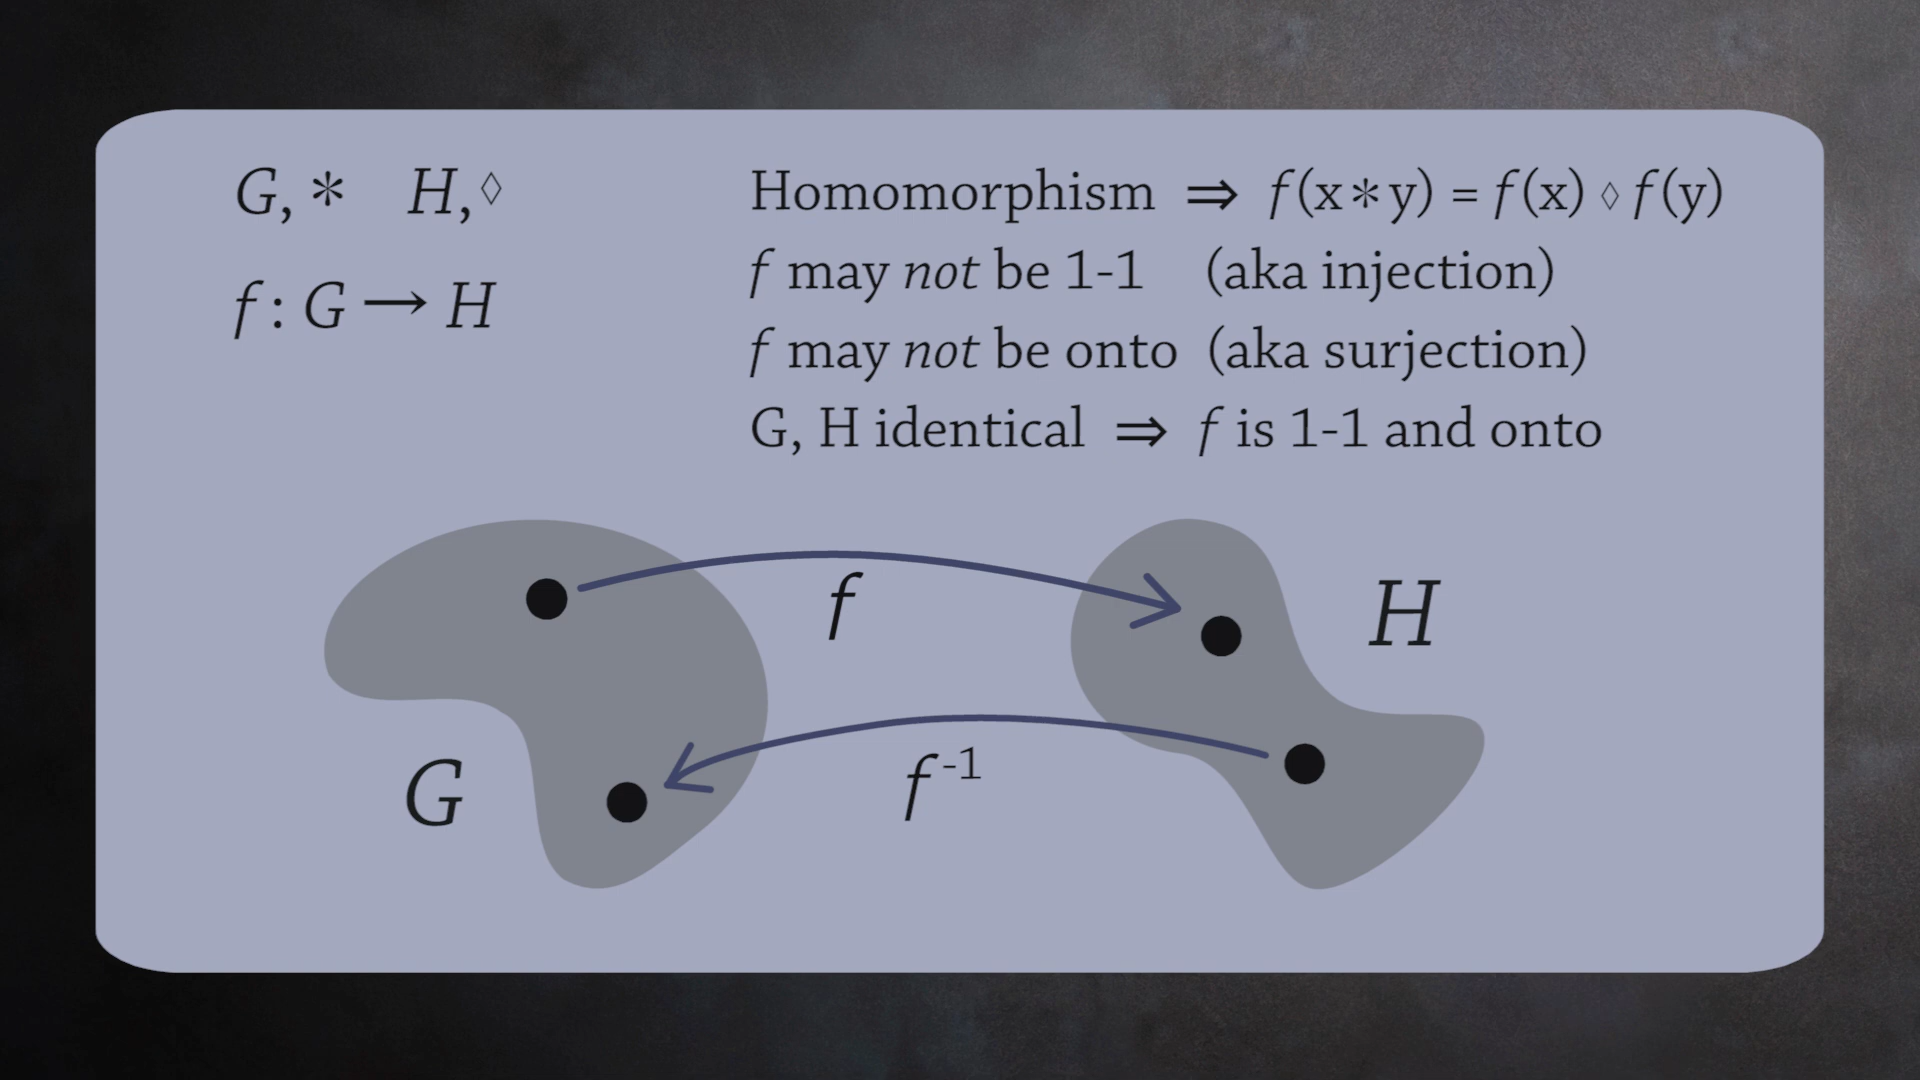 G, *  H, ◊
f : G ⟶ H
Homomorphism ⇒ f(x * y) = f(x) ◊ f(y)
f may not be 1-1 (aka injection)
f may not be onto (aka surjection)
G, H identical ⇒ f is 1-1 and onto
f
H
G
f⁻¹